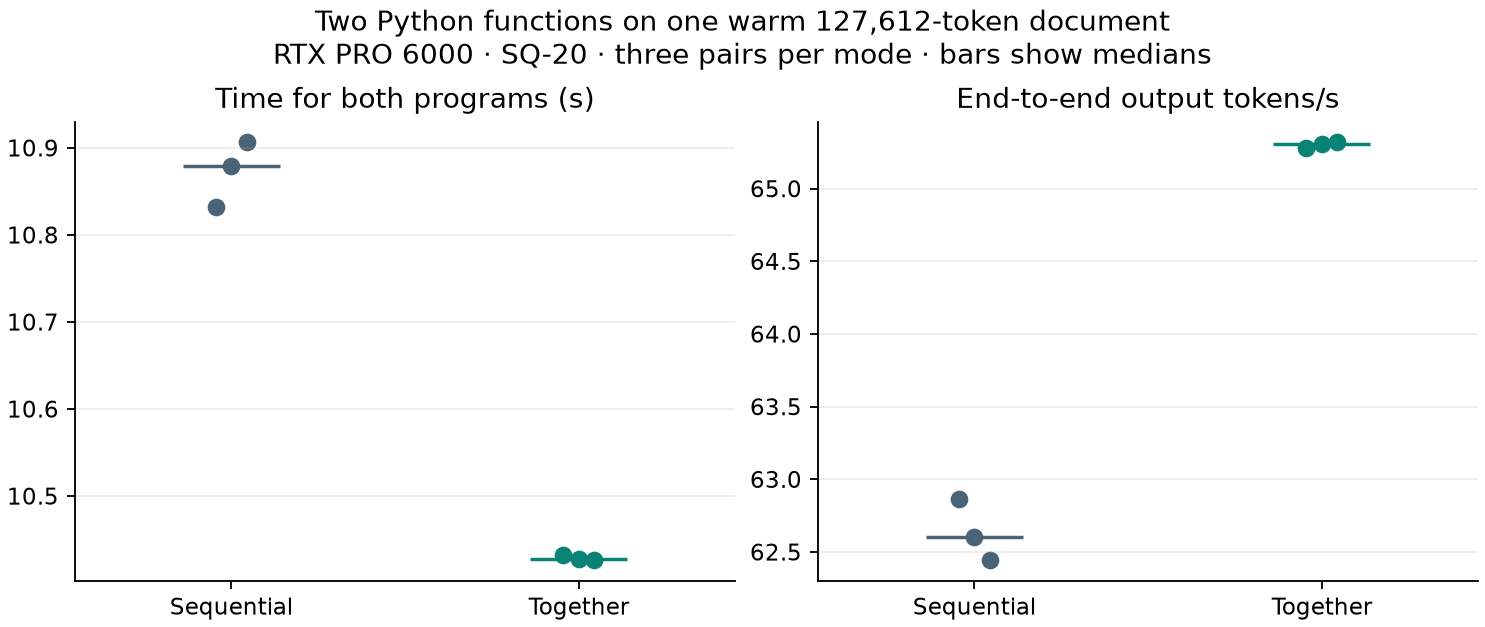 Two Python functions on one warm 127,612-token document
RTX PRO 6000 · SQ-20 · three pairs per mode · bars show medians
Time for both programs (s)
10.9
10.8
10.7
10.6
10.5
Sequential
Together
End-to-end output tokens/s
65.0
64.5
64.0
63.5
63.0
62.5
Sequential
Together